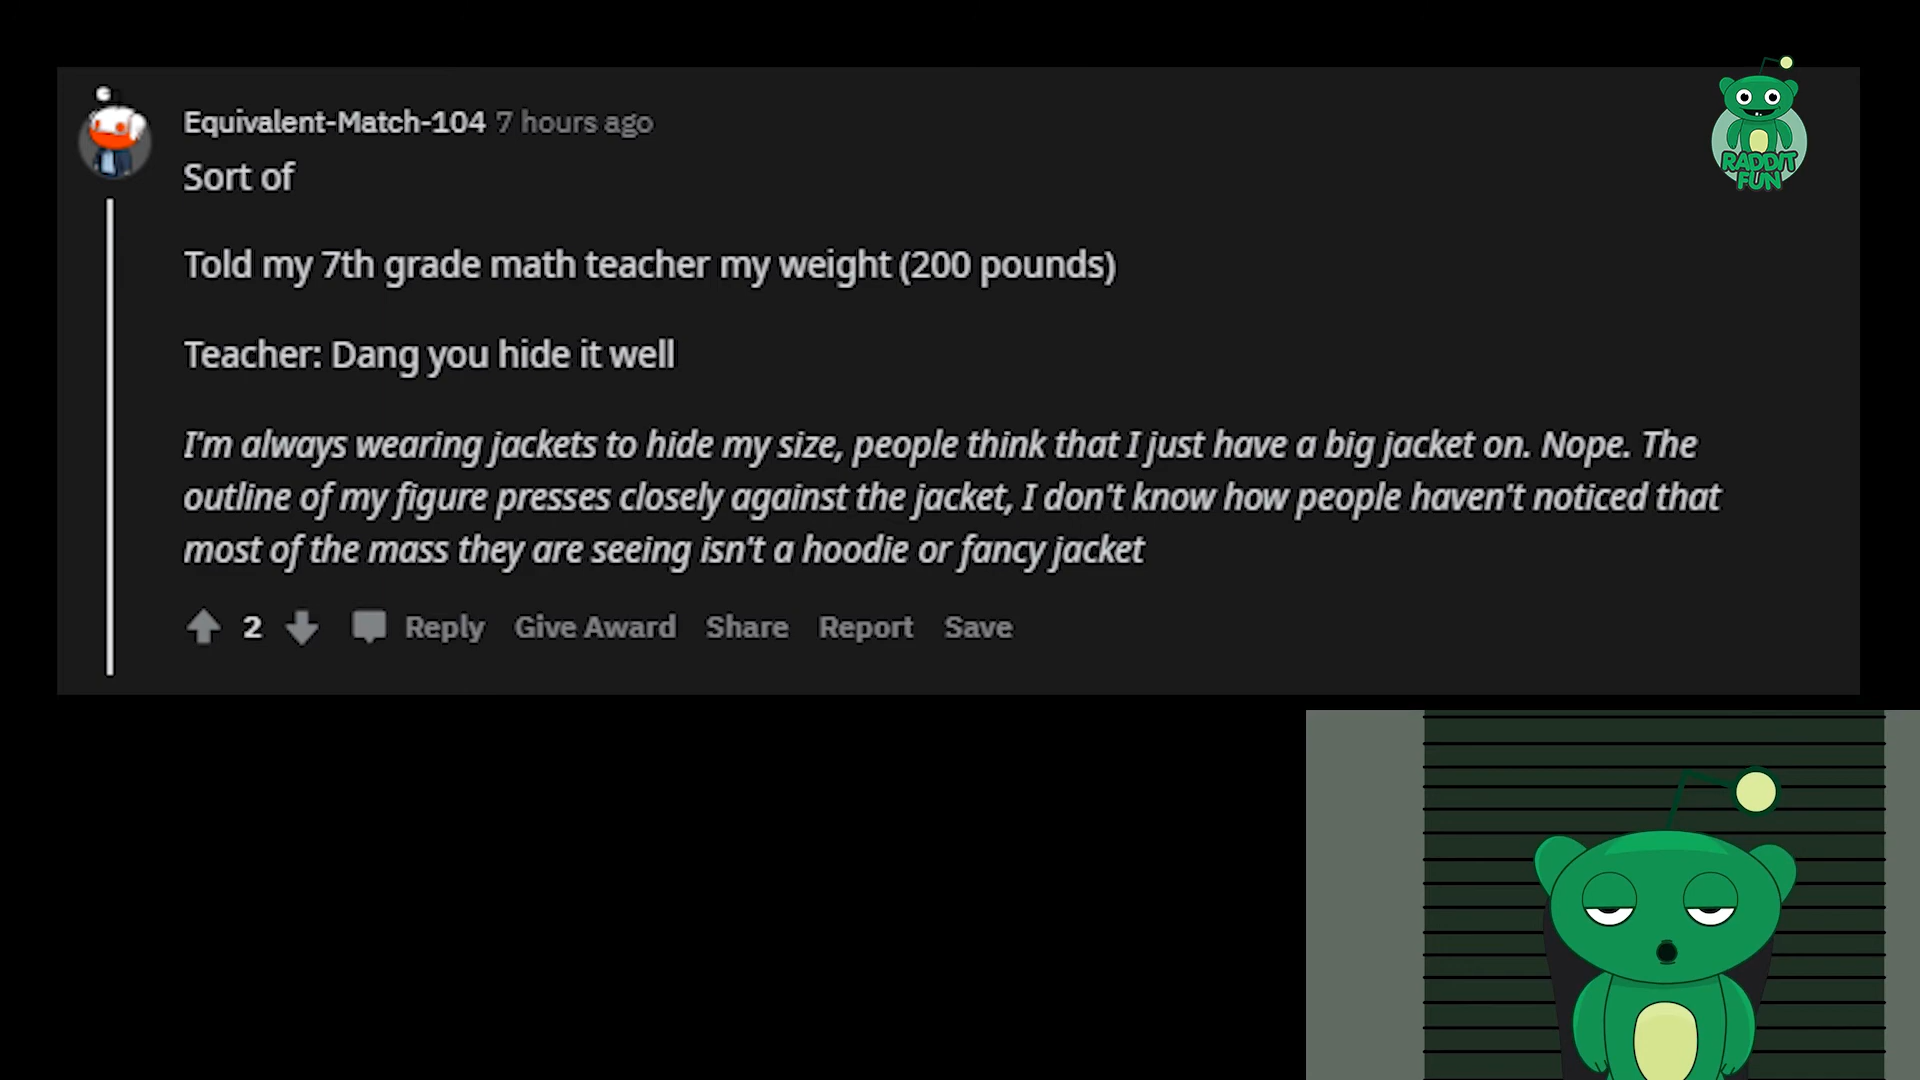 Equivalent-Match-104 7 hours ago
Sort of
Told my 7th grade math teacher my weight (200 pounds)
Teacher: Dang you hide it well
I'm always wearing jackets to hide my size, people think that I just have a big jacket on. Nope. The
outline of my figure presses closely against the jacket, I don't know how people haven't noticed that
most of the mass they are seeing isn't a hoodie or fancy jacket
2 Reply Give Award Share Report Save
RADDIT
FUN